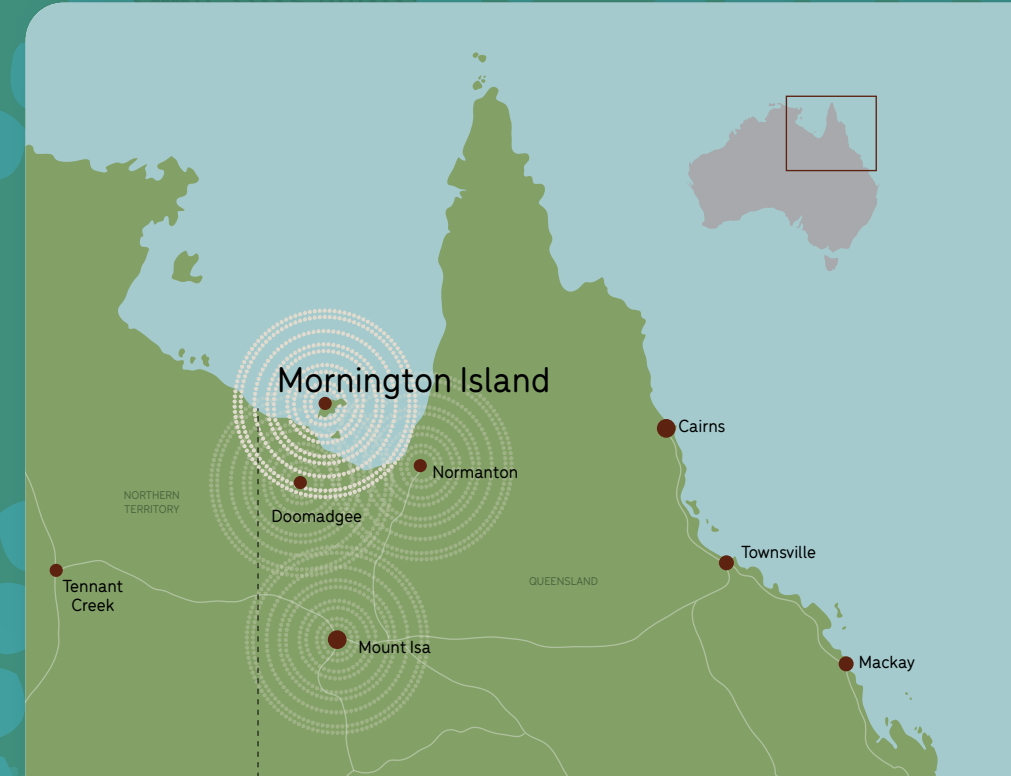 Mornington Island
Cairns
Normanton
NORTHERN
TERRITORY
Doomadgee
Townsville
QUEENSLAND
Tennant
Creek
Mount Isa
Mackay